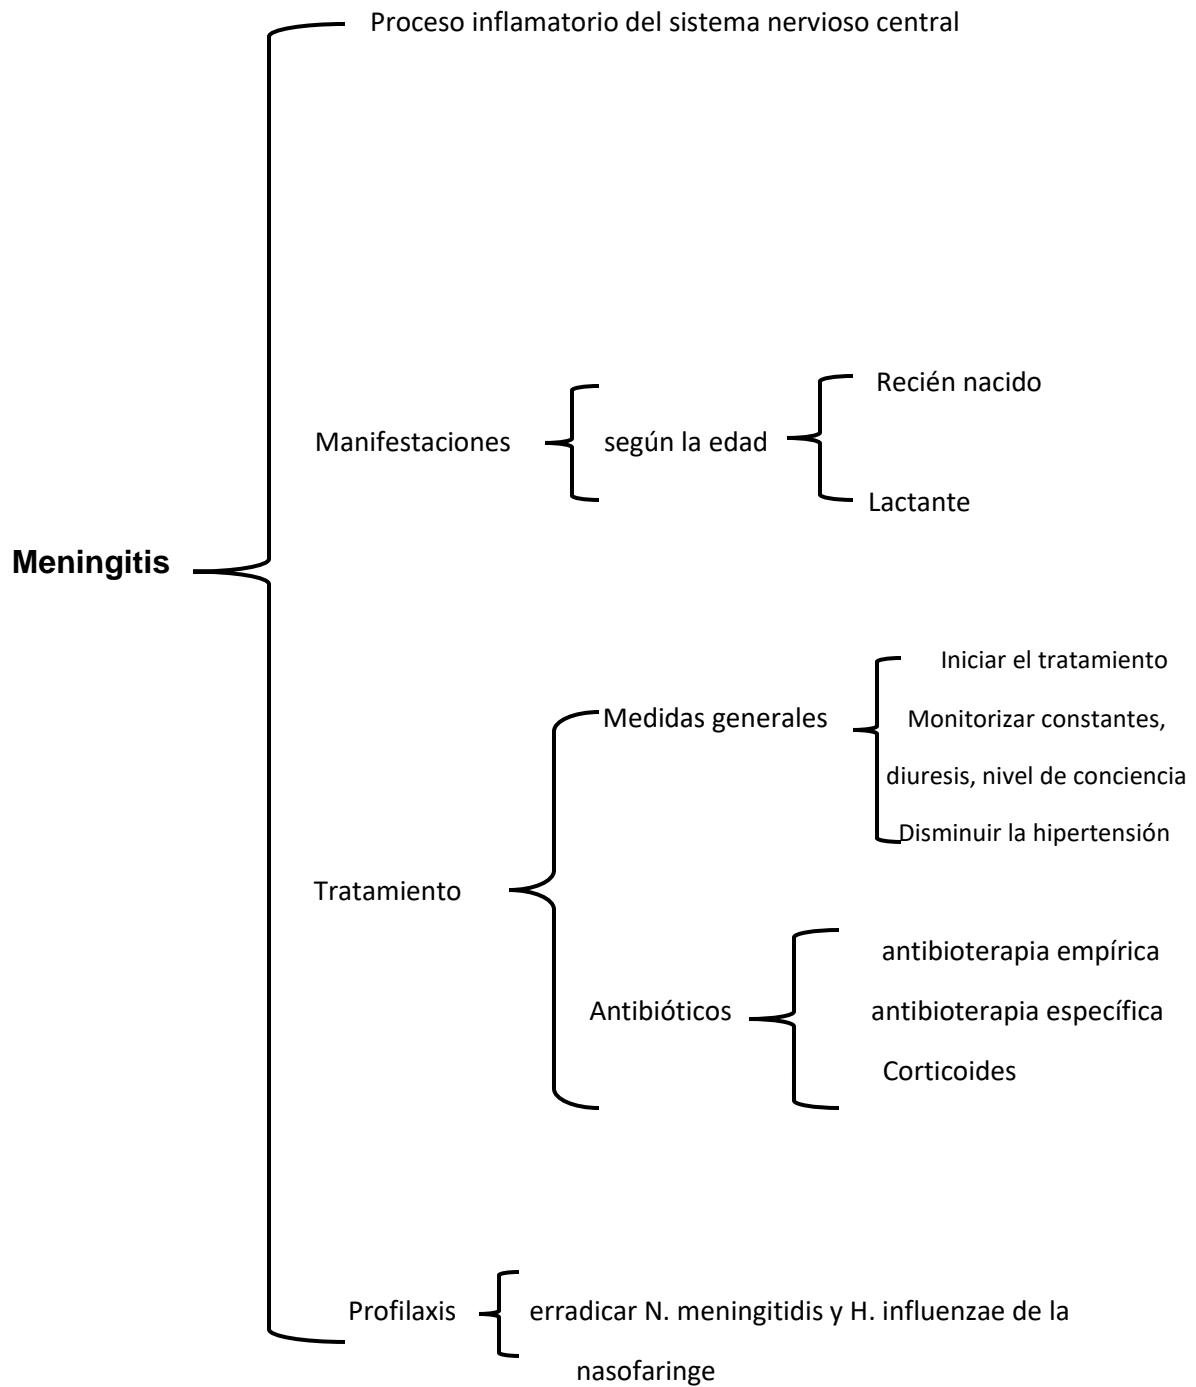 Proceso inflamatorio del sistema nervioso central
Recién nacido
Manifestaciones
según la edad
Lactante
Meningitis
Iniciar el tratamiento
Medidas generales
Monitorizar constantes,
diuresis, nivel de conciencia
Disminuir la hipertensión
Tratamiento
antibioterapia empírica
Antibióticos
antibioterapia específica
Corticoides
Profilaxis
erradicar N. meningitidis y H. influenzae de la
nasofaringe